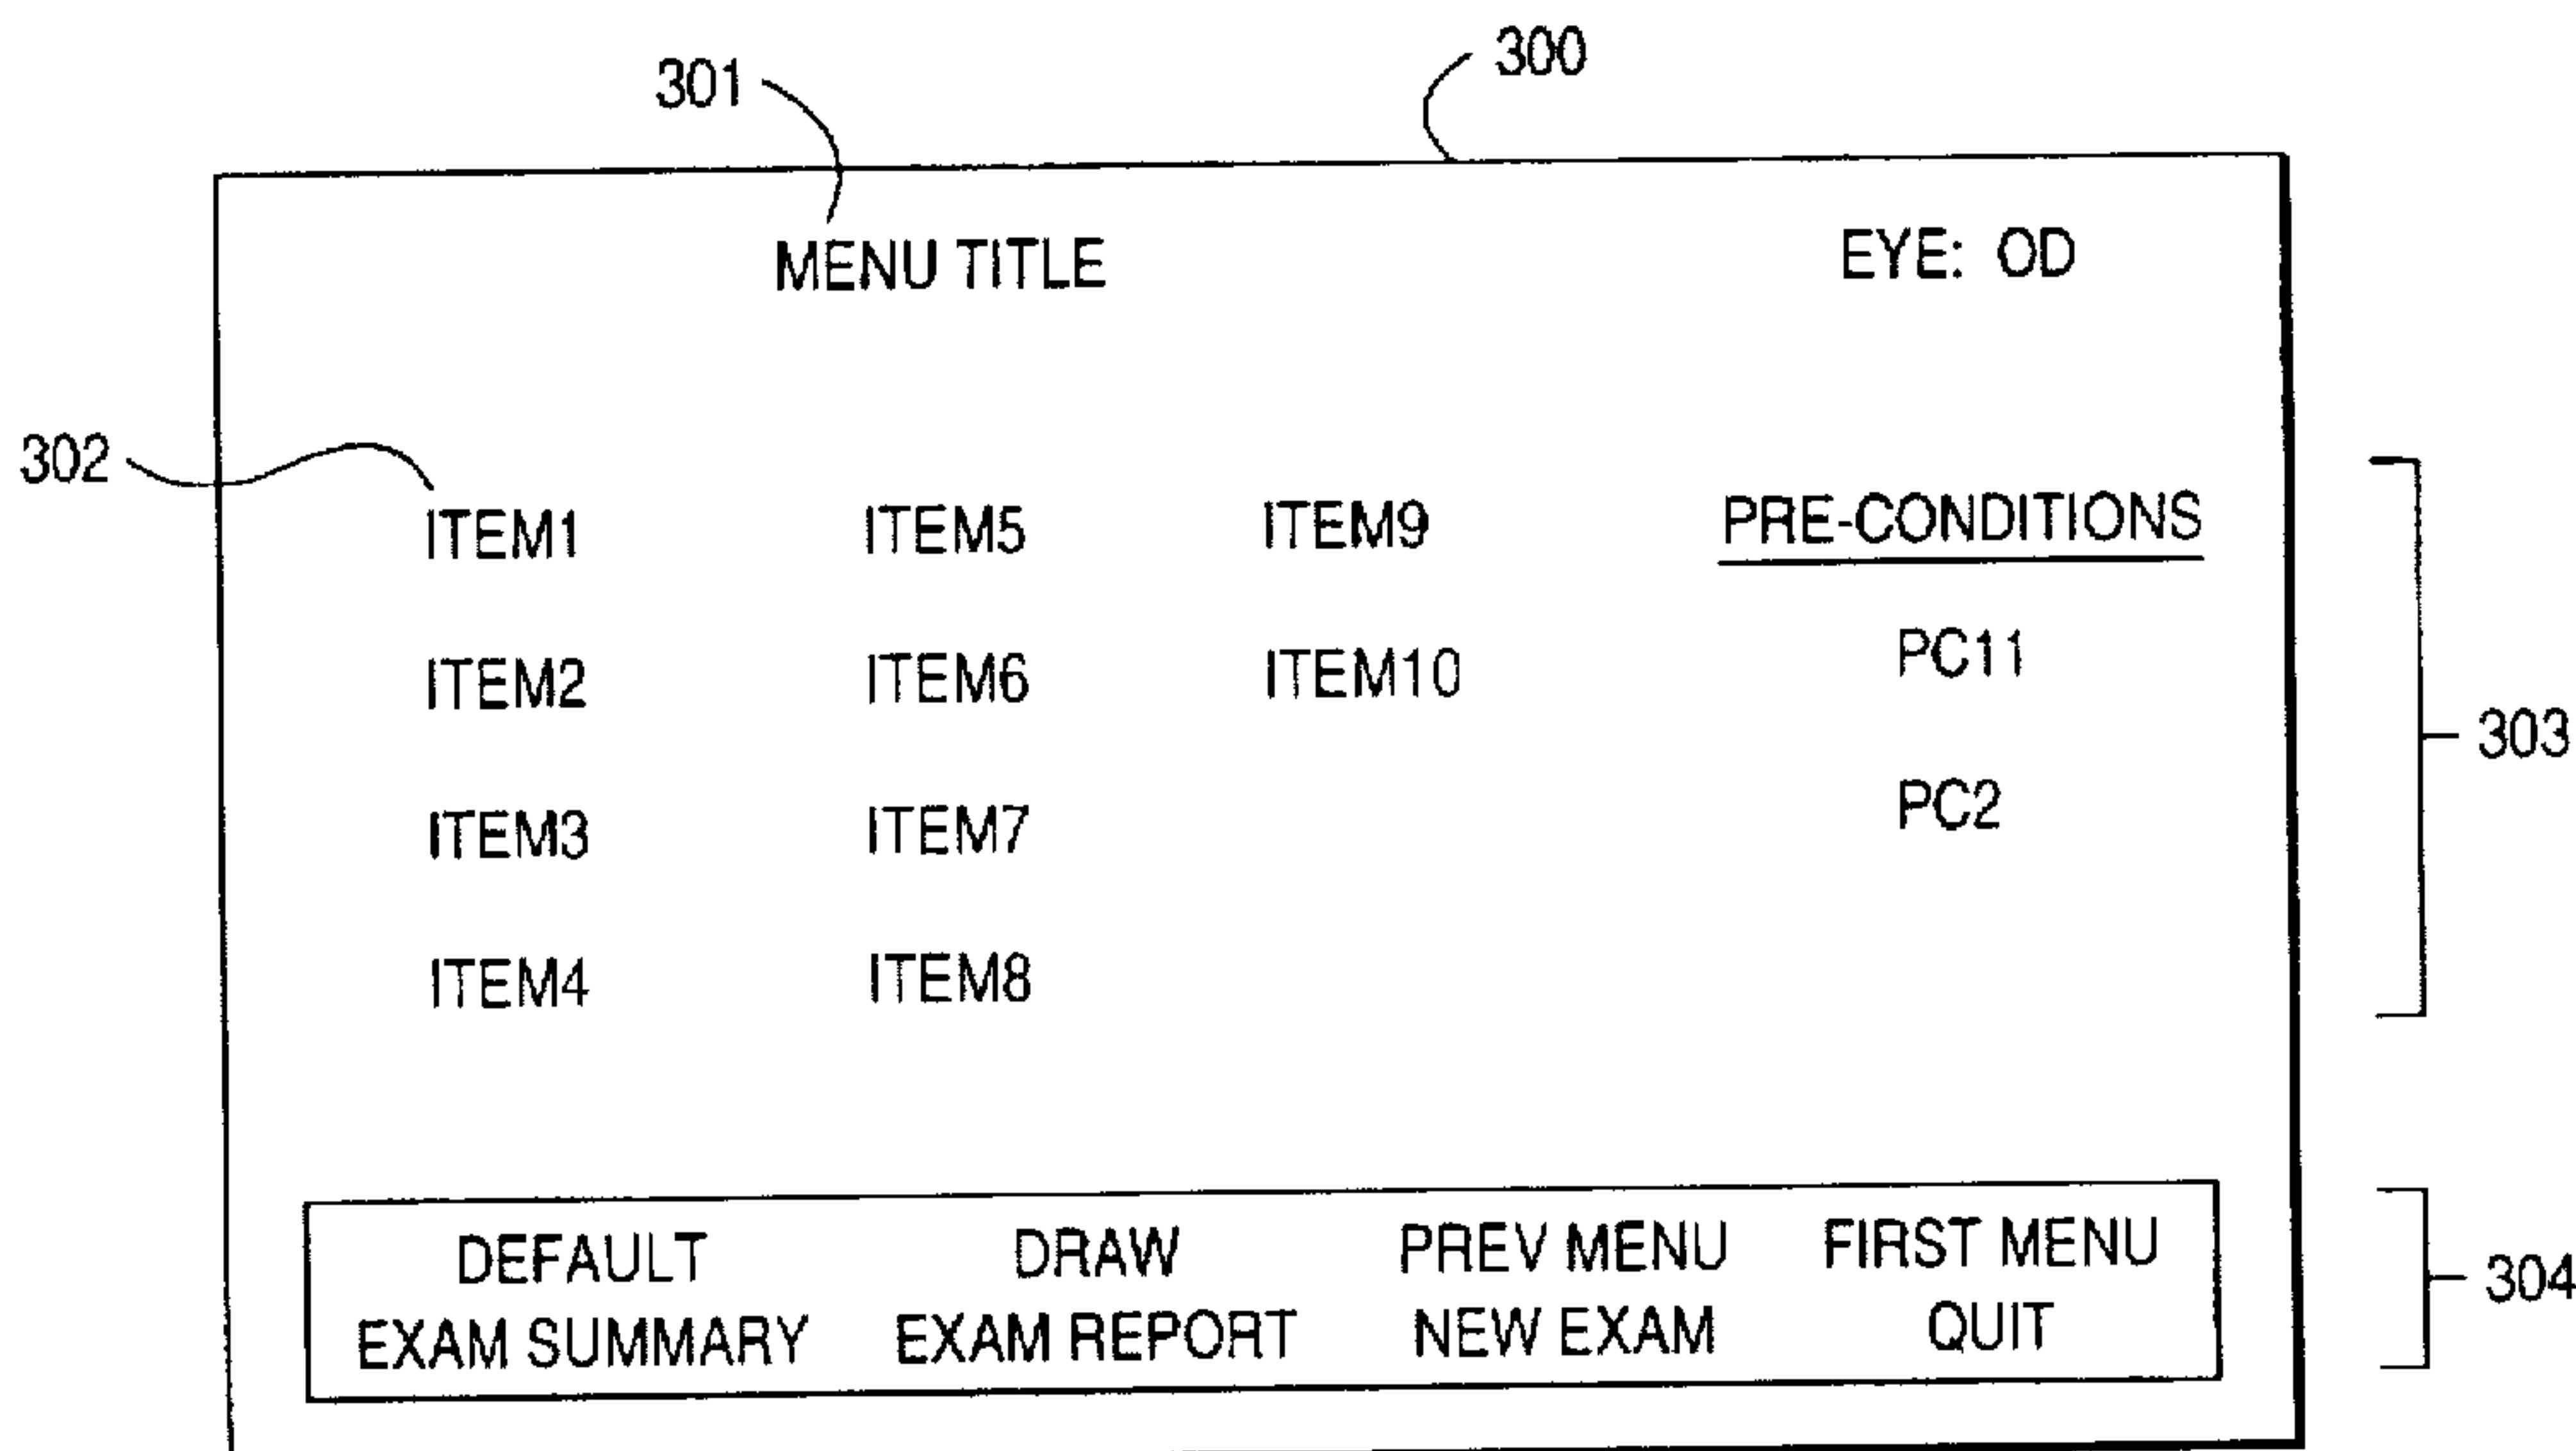 300
301
MENU TITLE EYE: OD
302
ITEM1 ITEM5 ITEM9 PRE-CONDITIONS
ITEM2 ITEM6 ITEM10 PC11
303
ITEM3 ITEM7 PC2
ITEM4 ITEM8
DEFAULT DRAW PREV MENU FIRST MENU
304
EXAM SUMMARY EXAM REPORT NEW EXAM QUIT